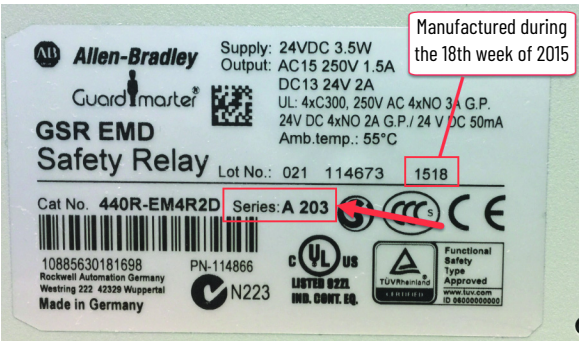 Manufactured during
the 18th week of 2015
AB Allen-Bradley
Guardmaster®
GSR EMD
Safety Relay
Supply: 24VDC 3.5W
Output: AC15 250V 1.5A
DC13 24V 2A
UL: 4xC300, 250V AC 4xNO 3A G.P.
24V DC 4xNO 2A G.P./ 24 V DC 50mA
Amb.temp.: 55°C
Lot No.: 021 114673 1518
Cat No. 440R-EM4R2D Series: A 203
CCC S CE
10885630181698 PN-114866
Rockwell Automation Germany
Westring 222 42329 Wuppertal
Made in Germany
N223
C UL US
LISTED 82ZL
IND. CONT. EQ.
TÜVRheinland
CERTIFIED
Functional
Safety
Type
Approved
www.tuv.com
ID 0600000000